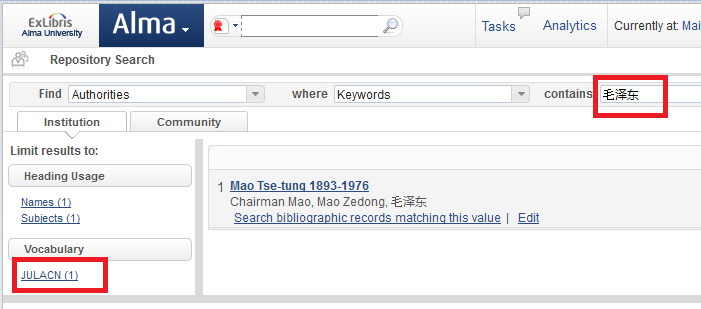 ExLibris
Alma University
Alma
Tasks
Analytics
Currently at: Mai
Repository Search
Find Authorities where Keywords contains 毛泽东
Institution Community
Limit results to:
Heading Usage
Names (1)
Subjects (1)
Vocabulary
JULACN (1)
1 Mao Tse-tung 1893-1976
Chairman Mao, Mao Zedong, 毛泽东
Search bibliographic records matching this value | Edit